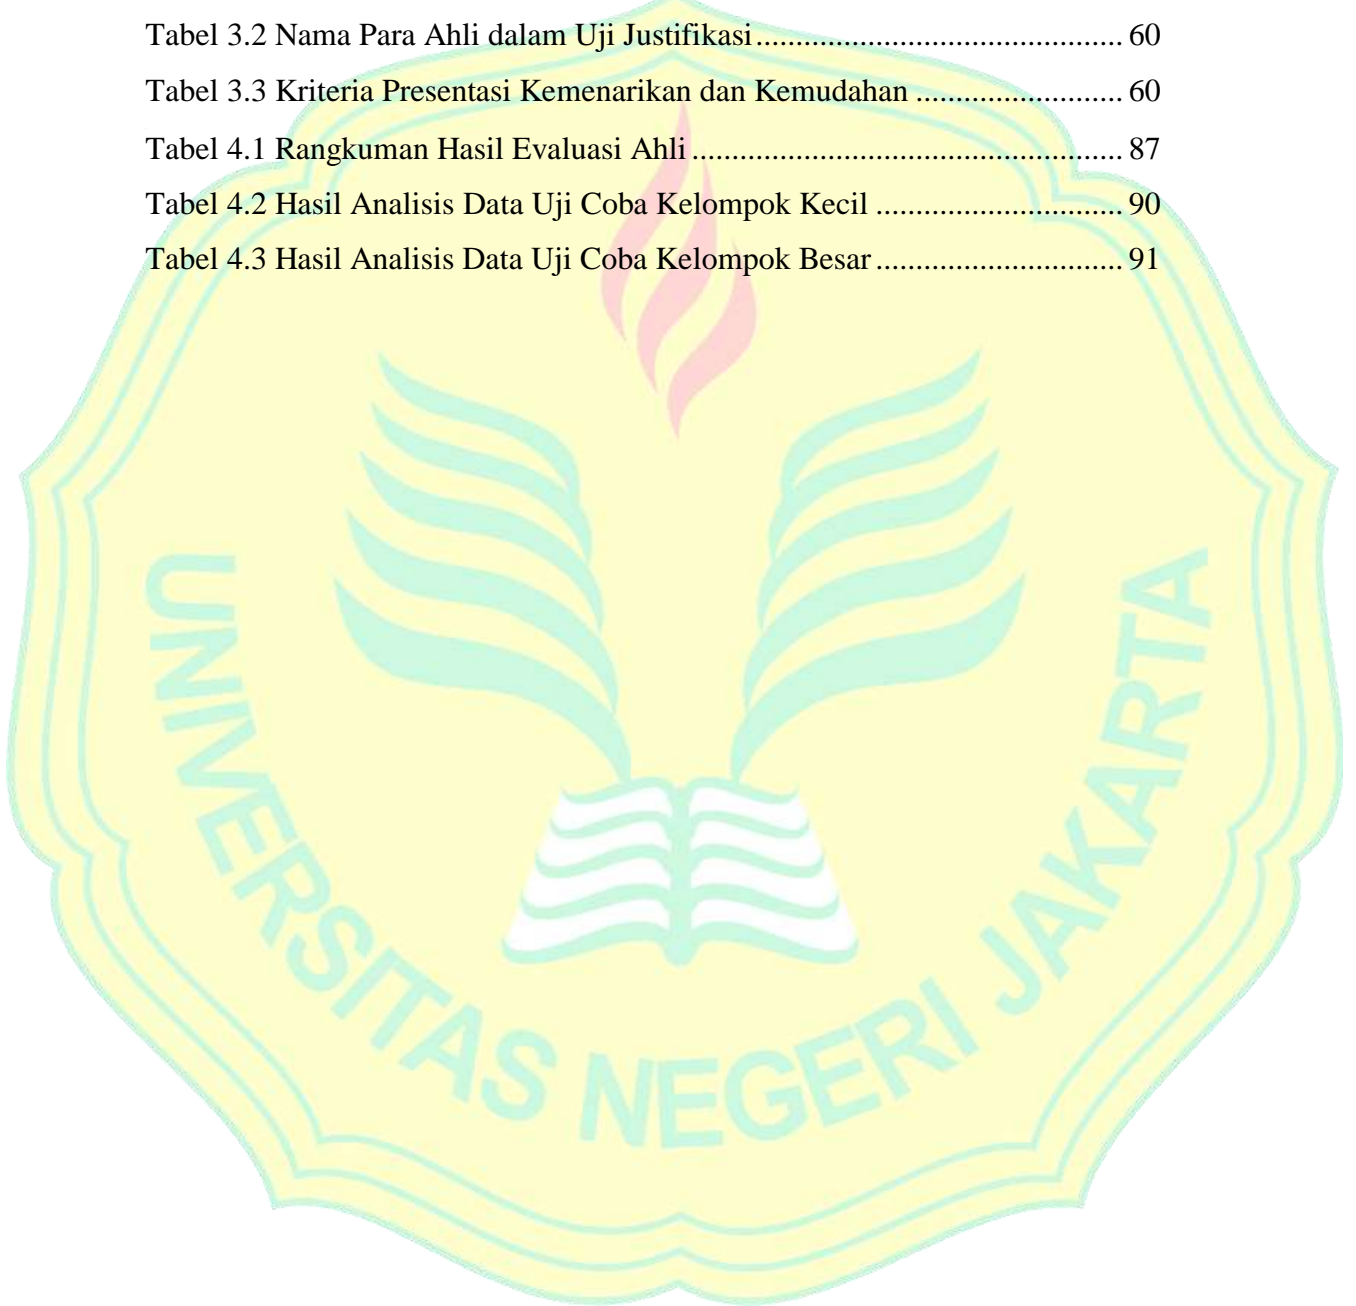 Tabel 3.2 Nama Para Ahli dalam Uji Justifikasi.............................................. 60
Tabel 3.3 Kriteria Presentasi Kemenarikan dan Kemudahan .......................... 60
Tabel 4.1 Rangkuman Hasil Evaluasi Ahli...................................................... 87
Tabel 4.2 Hasil Analisis Data Uji Coba Kelompok Kecil ............................... 90
Tabel 4.3 Hasil Analisis Data Uji Coba Kelompok Besar ............................... 91
UNIVERSITAS NEGERI JAKARTA